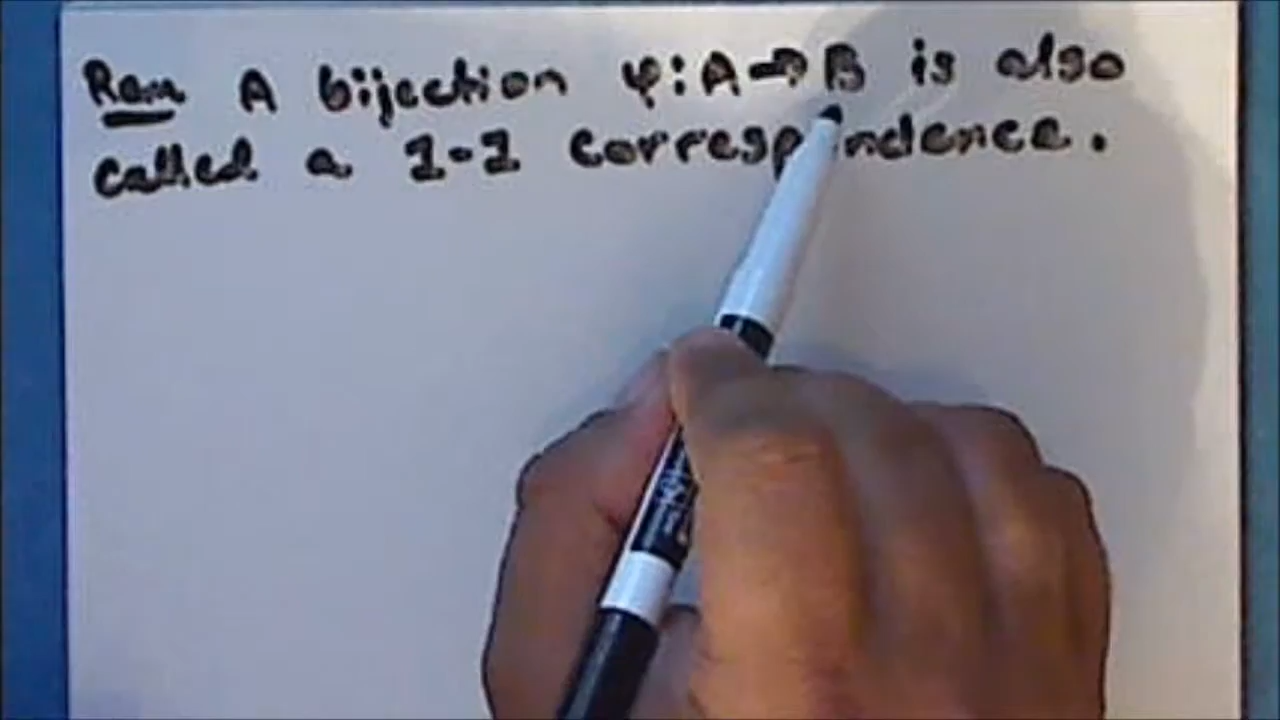 Rem A bijection φ: A → B is also
called a 1-1 correspondence.